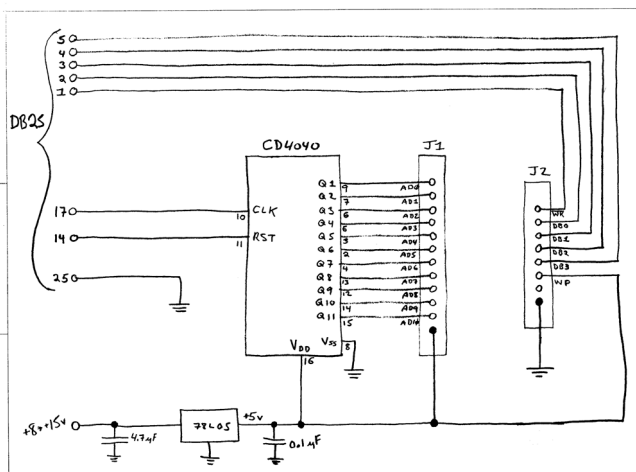 5
4
3
2
1
DB25
CD4040
J1
J2
Q1 9 AD0
Q2 7 AD1
Q3 6 AD2
Q4 5 AD3
Q5 3 AD4
Q6 2 AD5
Q7 4 AD6
Q8 13 AD7
Q9 12 AD8
Q10 14 AD9
Q11 15
17 10 CLK
14 11 RST
25
VDD
16
VSS
8
WR
DB0
DB1
DB2
DB3
WP
4.7µF
78L05
+5v
0.1µF